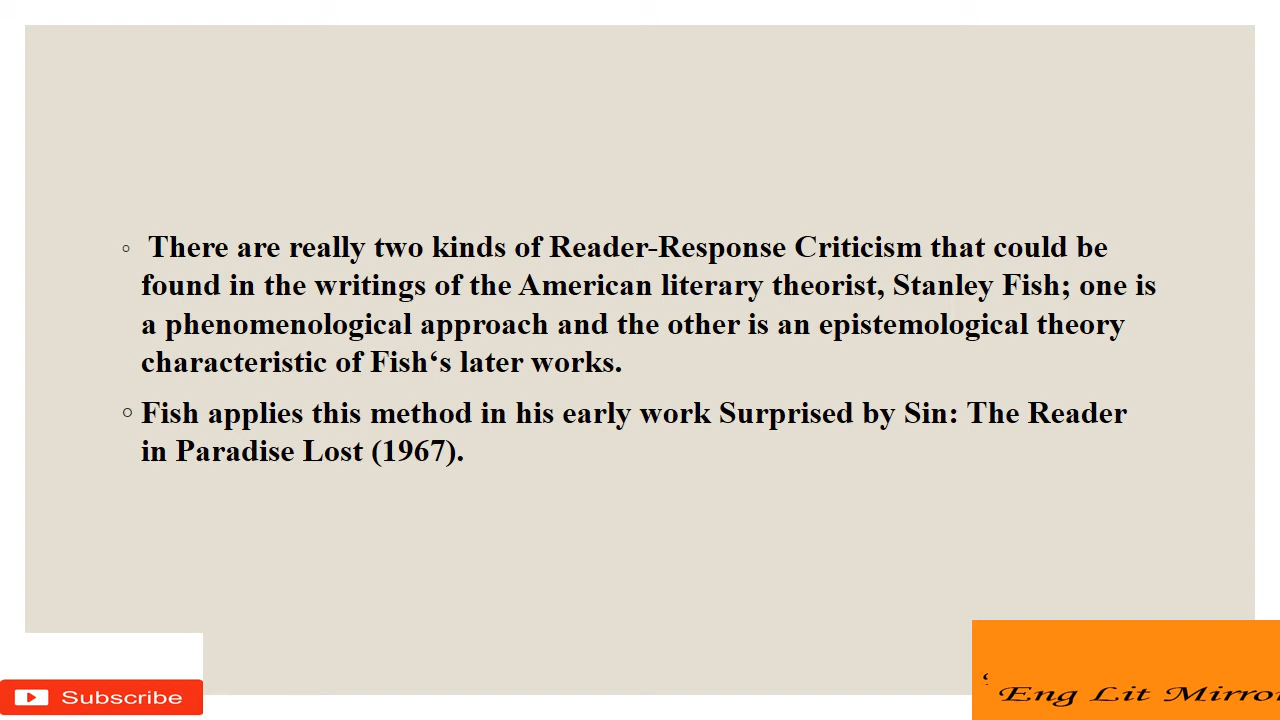 There are really two kinds of Reader-Response Criticism that could be
found in the writings of the American literary theorist, Stanley Fish; one is
a phenomenological approach and the other is an epistemological theory
characteristic of Fish‘s later works.
Fish applies this method in his early work Surprised by Sin: The Reader
in Paradise Lost (1967).
Subscribe
‘Eng Lit Mirror